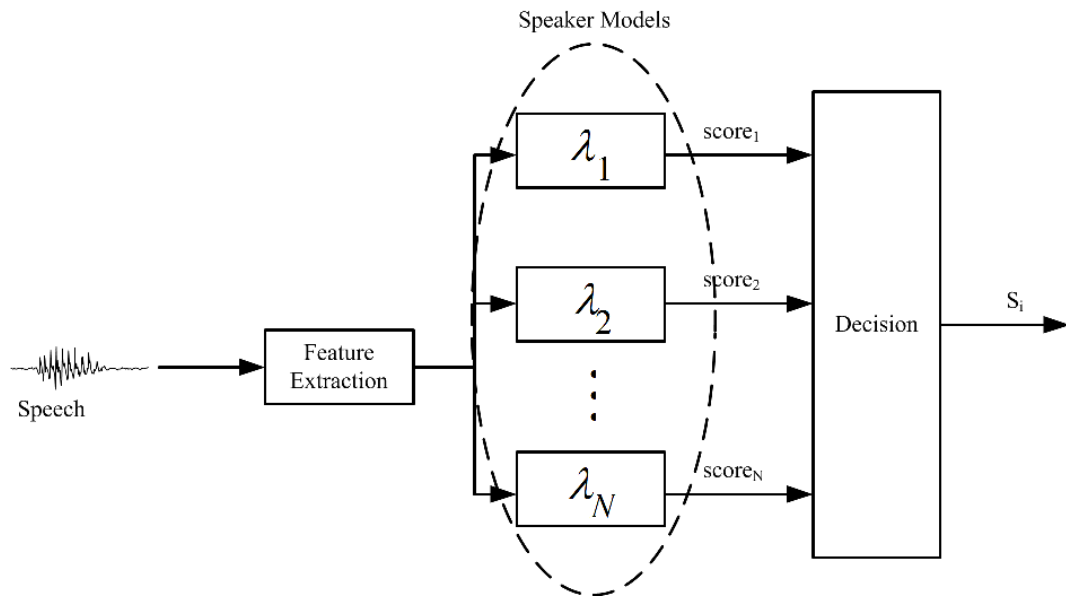 Speaker Models
λ1
score1
λ2
score2
Feature
Extraction
Decision
Si
Speech
λN
scoreN